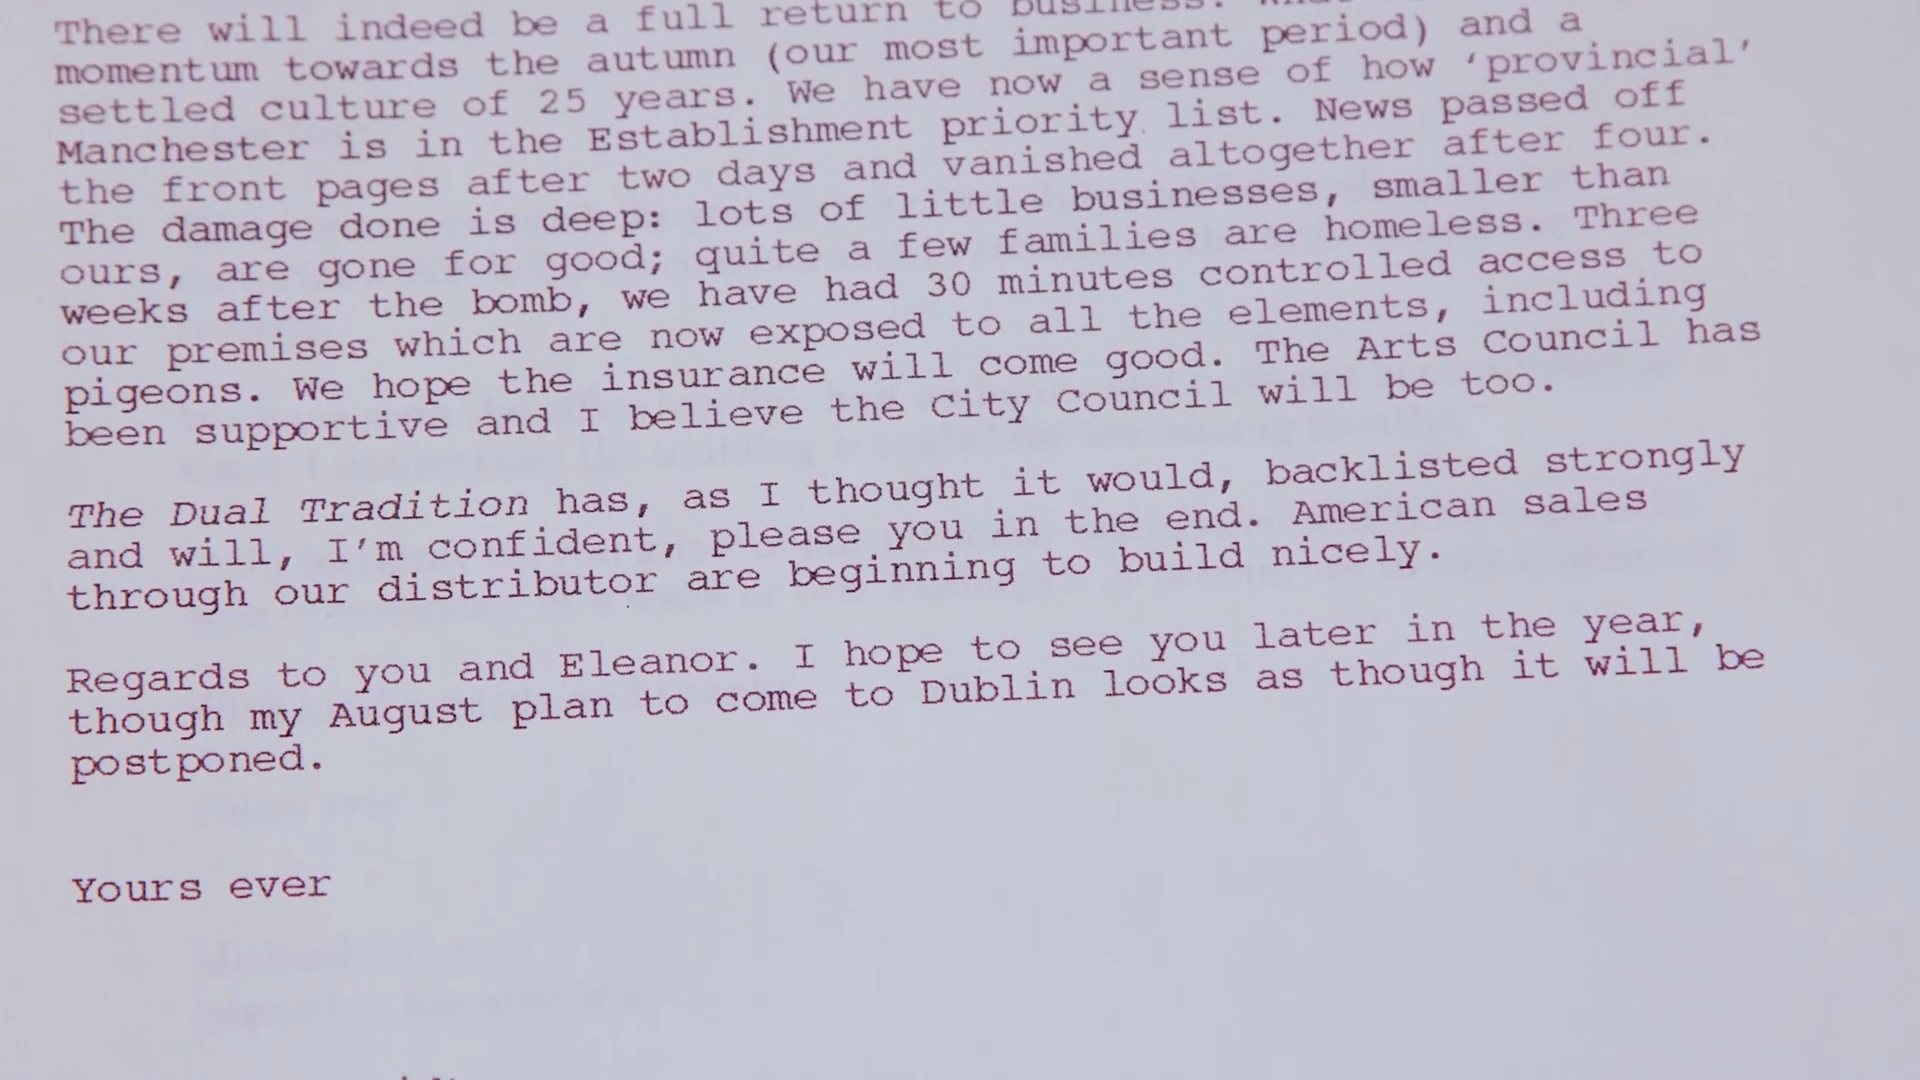 There will indeed be a full return to business.
momentum towards the autumn (our most important period) and a
settled culture of 25 years. We have now a sense of how 'provincial'
Manchester is in the Establishment priority list. News passed off
the front pages after two days and vanished altogether after four.
The damage done is deep: lots of little businesses, smaller than
ours, are gone for good; quite a few families are homeless. Three
weeks after the bomb, we have had 30 minutes controlled access to
our premises which are now exposed to all the elements, including
pigeons. We hope the insurance will come good. The Arts Council has
been supportive and I believe the City Council will be too.
The Dual Tradition has, as I thought it would, backlisted strongly
and will, I'm confident, please you in the end. American sales
through our distributor are beginning to build nicely.
Regards to you and Eleanor. I hope to see you later in the year,
though my August plan to come to Dublin looks as though it will be
postponed.
Yours ever